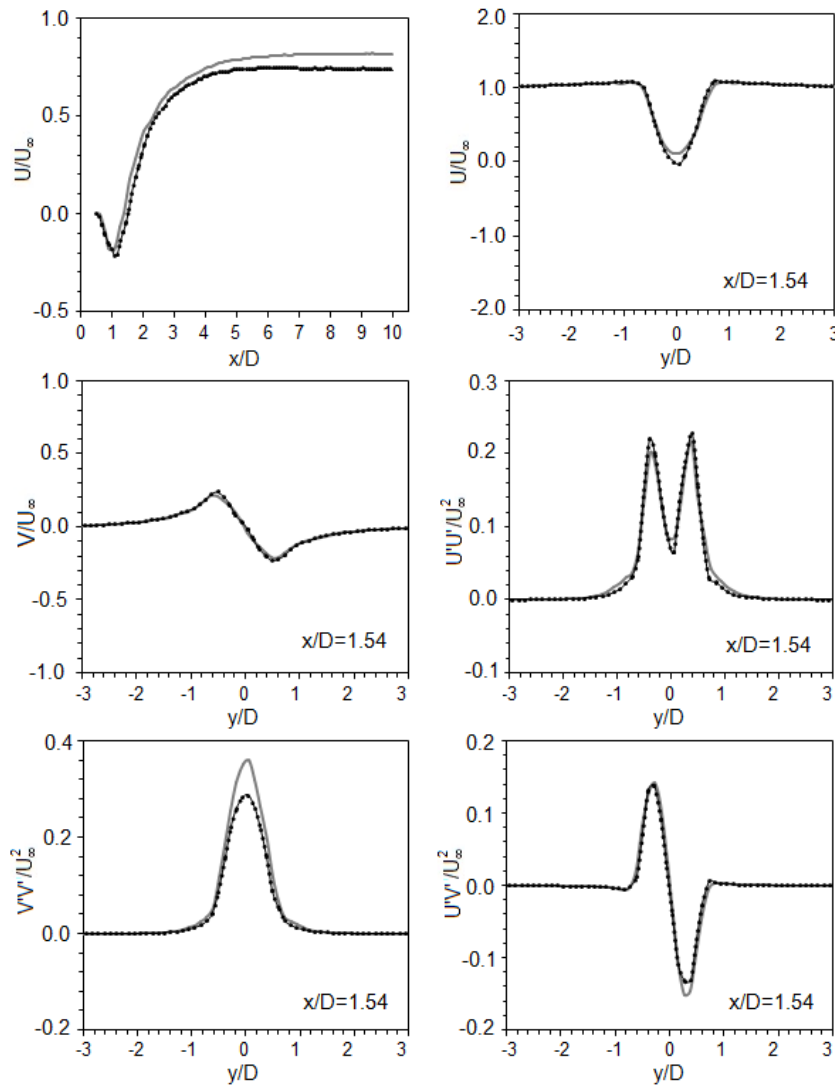 1.0
0.5
0.0
-0.5
U/U∞
0 1 2 3 4 5 6 7 8 9 10
x/D
2.0
1.0
0.0
-1.0
-2.0
U/U∞
x/D=1.54
-3 -2 -1 0 1 2 3
y/D
1.0
0.5
0.0
-0.5
-1.0
V/U∞
x/D=1.54
-3 -2 -1 0 1 2 3
y/D
0.3
0.2
0.1
0.0
-0.1
U'U'/U²∞
x/D=1.54
-3 -2 -1 0 1 2 3
y/D
0.4
0.2
0.0
-0.2
V'V'/U²∞
x/D=1.54
-3 -2 -1 0 1 2 3
y/D
0.2
0.1
0.0
-0.1
-0.2
U'V'/U²∞
x/D=1.54
-3 -2 -1 0 1 2 3
y/D